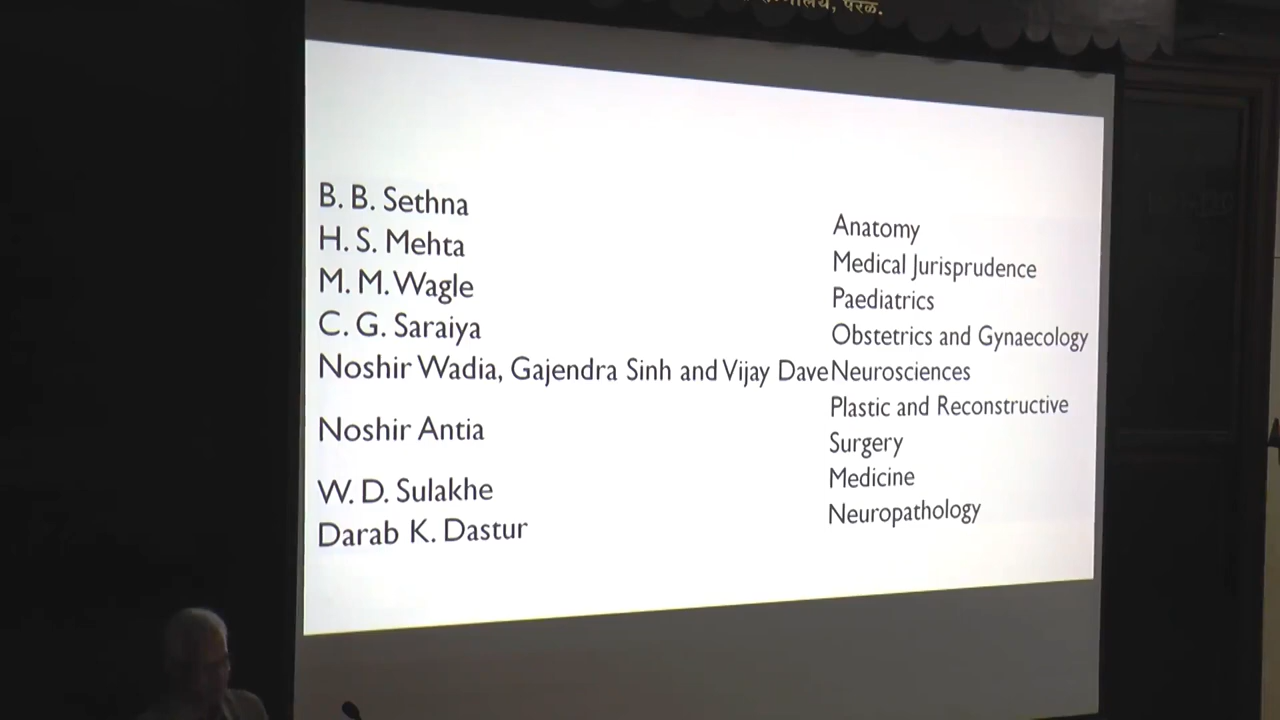 परळ.
B. B. Sethna
H. S. Mehta
M. M. Wagle
C. G. Saraiya
Noshir Wadia, Gajendra Sinh and Vijay Dave
Noshir Antia
W. D. Sulakhe
Darab K. Dastur
Anatomy
Medical Jurisprudence
Paediatrics
Obstetrics and Gynaecology
Neurosciences
Plastic and Reconstructive
Surgery
Medicine
Neuropathology